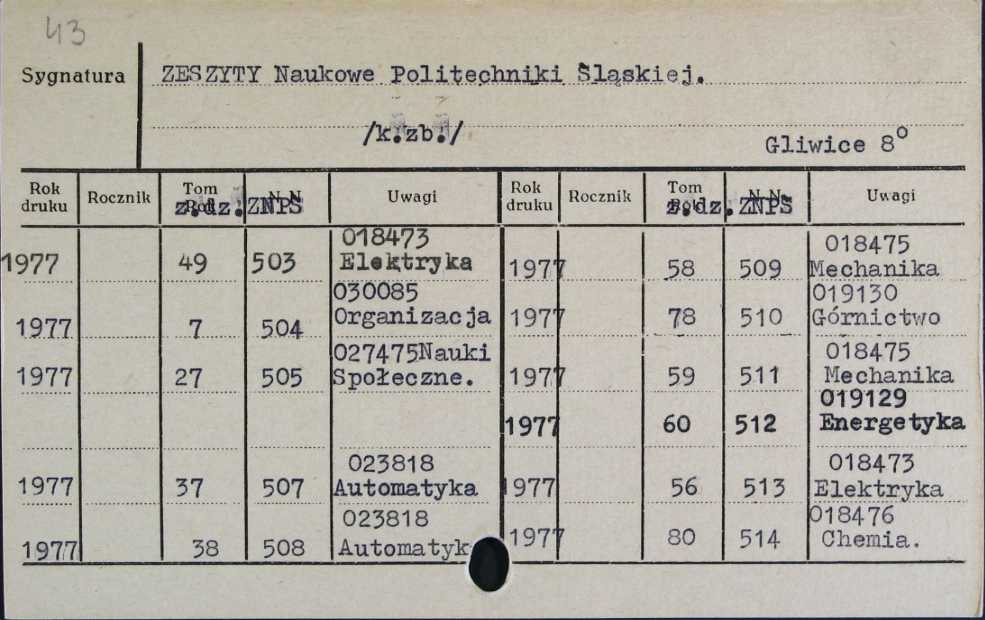 43
Sygnatura ZESZYTY Naukowe Politechniki Śląskiej.
/k.zb./
Gliwice 8°
Rok druku Rocznik Tom Rok z.dz. N-N ZNPS Uwagi Rok druku Rocznik Tom Rok z.dz. N-N ZNPS Uwagi
018473
1977 49 503 Elektryka
030085
1977 7 504 Organizacja
027475 Nauki
1977 27 505 Społeczne.
023818
1977 37 507 Automatyka
023818
1977 38 508
018475
1977 58 509 Mechanika
019130
1977 78 510 Górnictwo
018475
1977 59 511 Mechanika
019129
1977 60 512 Energetyka
018473
1977 56 513 Elektryka
018476
1977 80 514 Chemia.